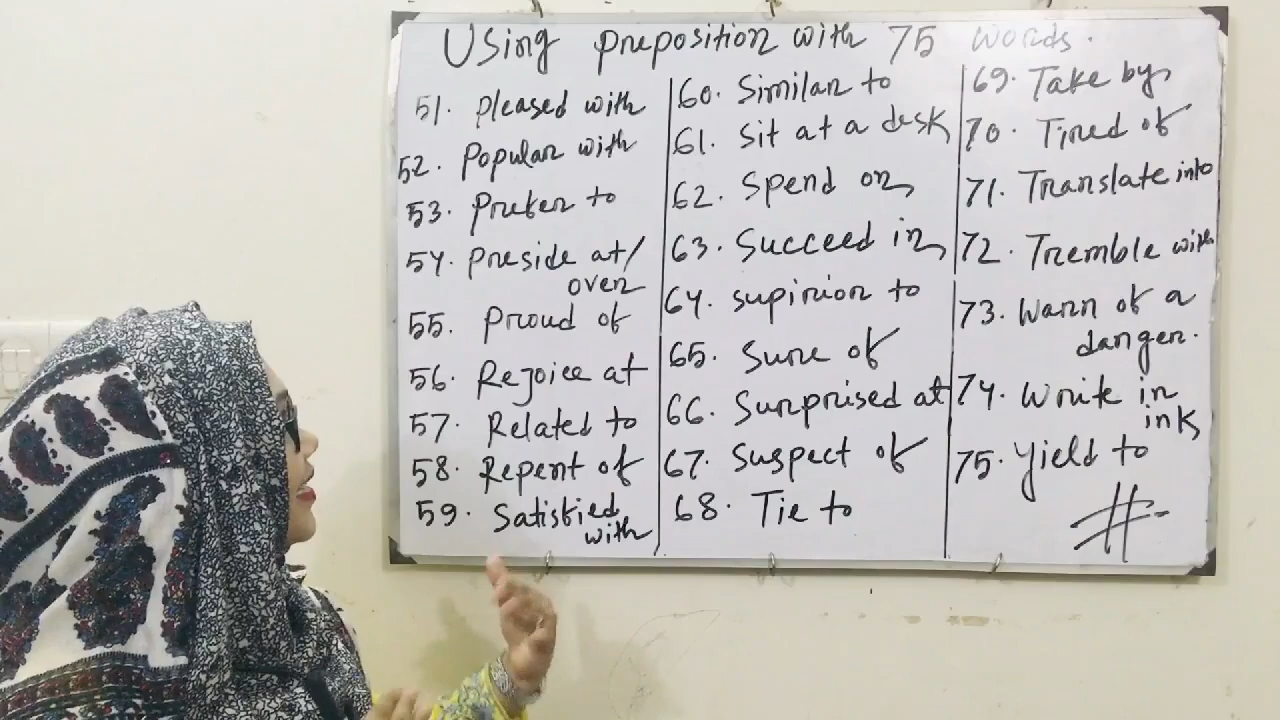 Using preposition with 75 words.
51. pleased with
52. Popular with
53. Prefer to
54. Preside at/
over
55. Proud of
56. Rejoice at
57. Related to
58. Repent of
59. Satisfied
with
60. Similar to
61. Sit at a desk
62. Spend on
63. Succeed in
64. supirior to
65. Sure of
66. Surprised at
67. Suspect of
68. Tie to
69. Take by
70. Tired of
71. Translate into
72. Tremble with
73. Warn of a
danger.
74. Write in
ink
75. Yield to
#-